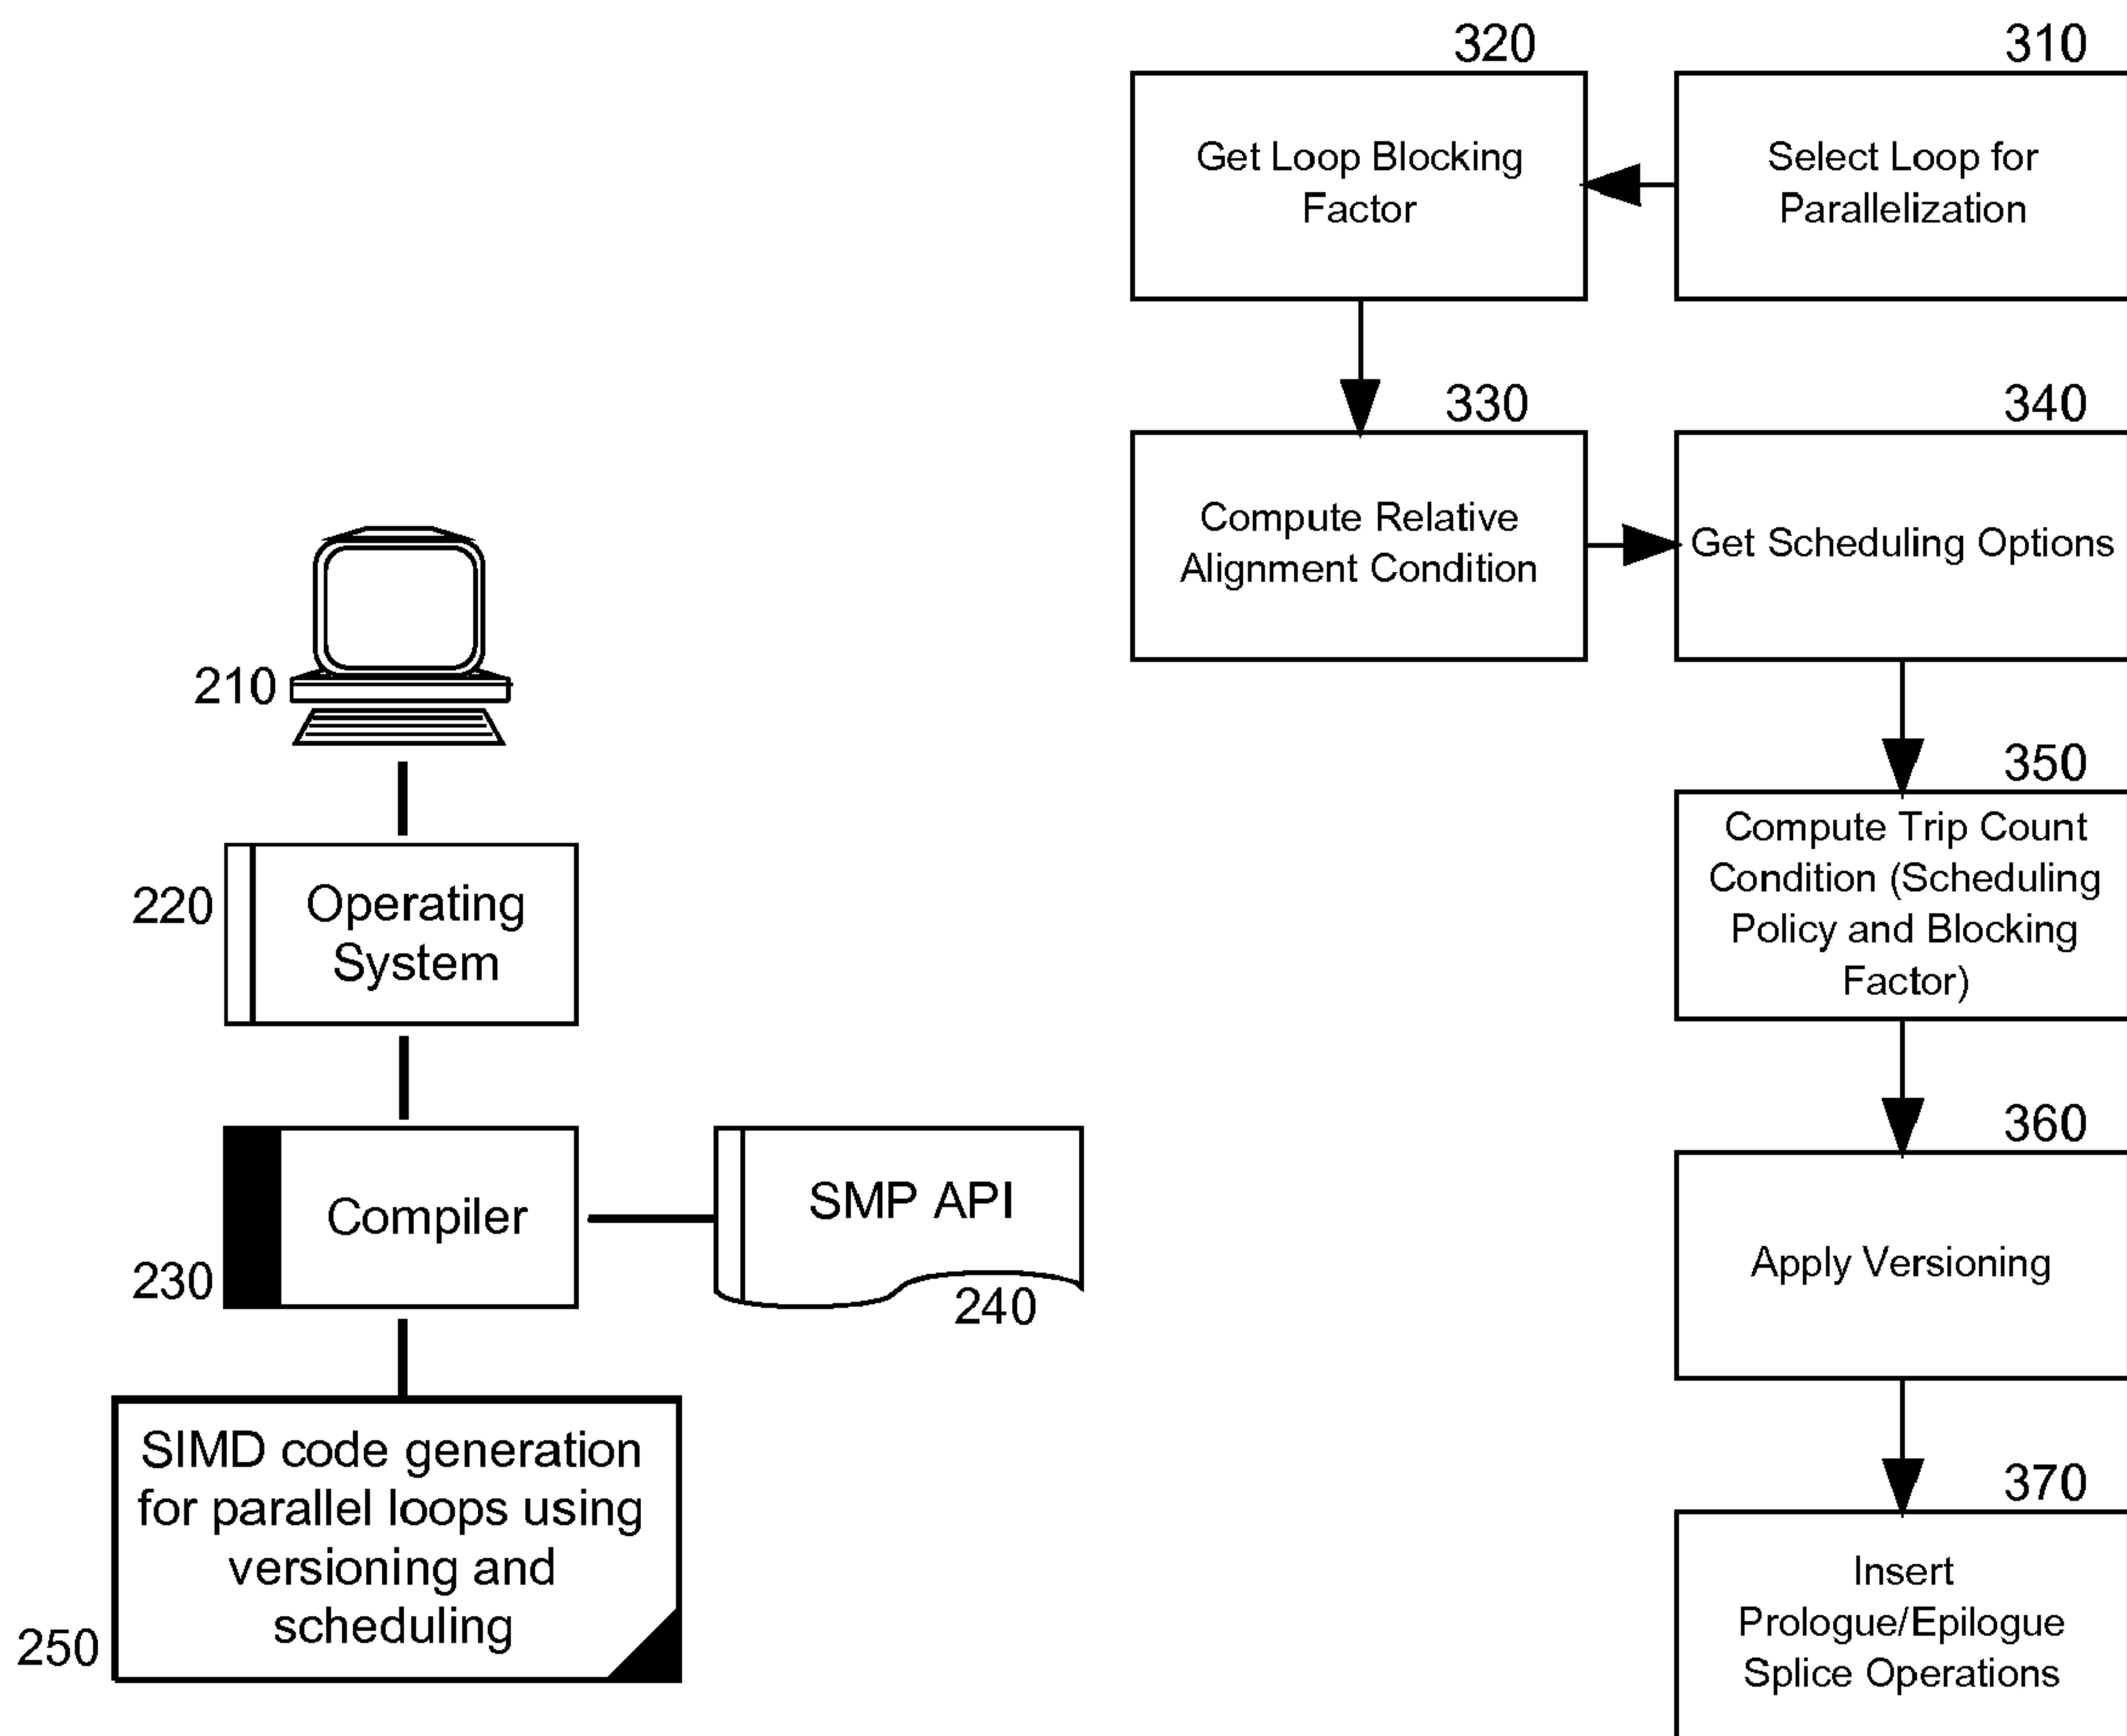 210
220
Operating
System
230
Compiler
SMP API
240
250
SIMD code generation
for parallel loops using
versioning and
scheduling
310
Select Loop for
Parallelization
320
Get Loop Blocking
Factor
330
Compute Relative
Alignment Condition
340
Get Scheduling Options
350
Compute Trip Count
Condition (Scheduling
Policy and Blocking
Factor)
360
Apply Versioning
370
Insert
Prologue/Epilogue
Splice Operations